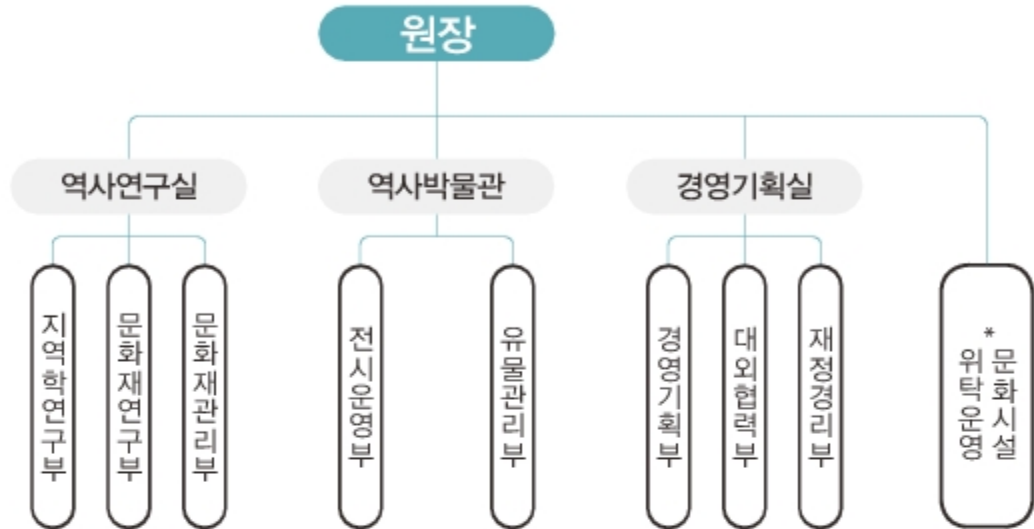 원장
역사연구실
역사박물관
경영기획실
지역학연구부
문화재연구부
문화재관리부
전시운영부
유물관리부
경영기획부
대외협력부
재정경리부
*문화시설
위탁운영